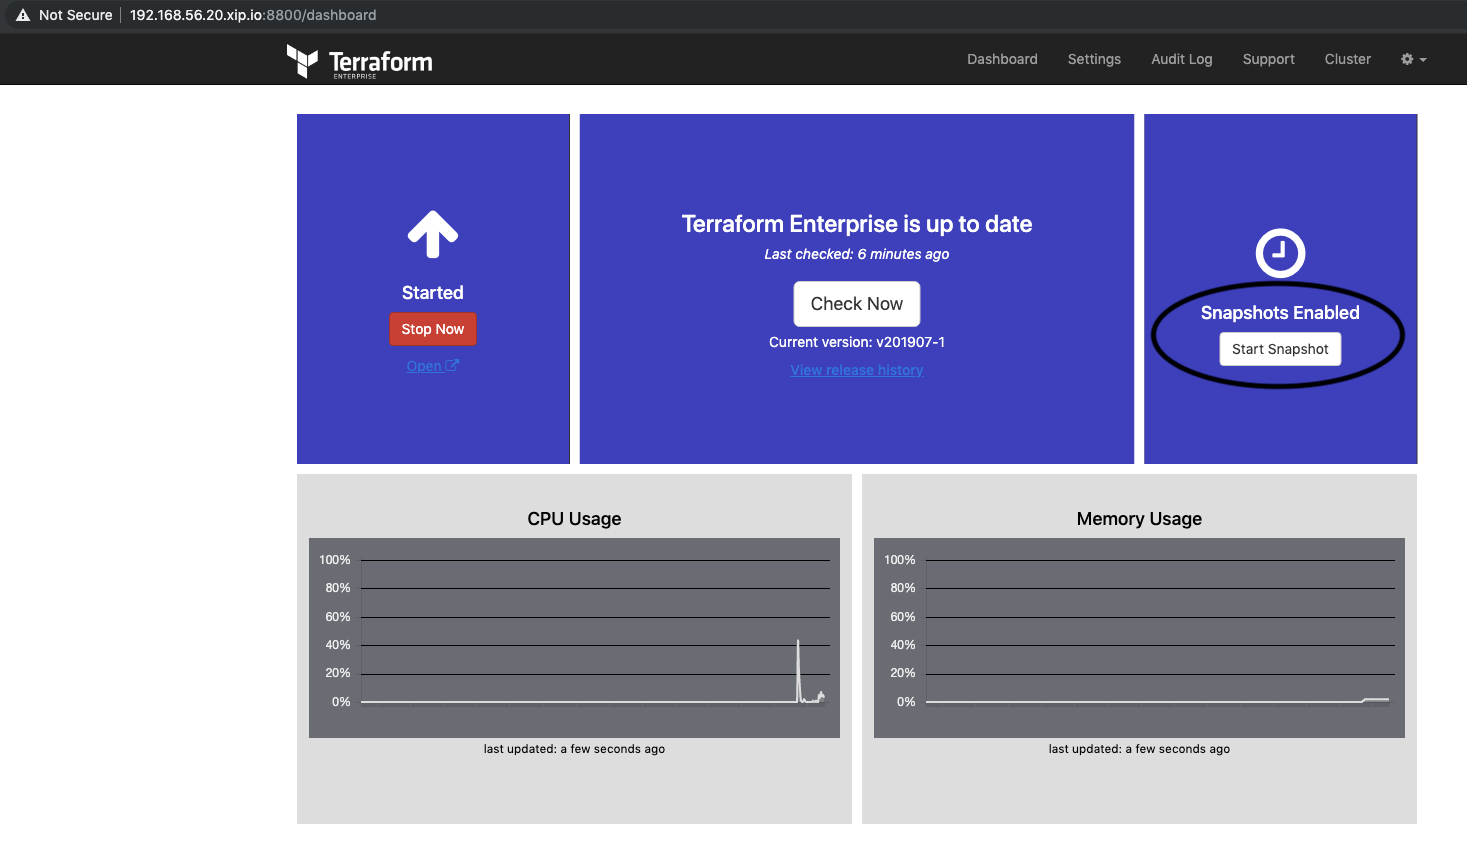 Not Secure | 192.168.56.20.xip.io:8800/dashboard
Terraform
ENTERPRISE
Dashboard Settings Audit Log Support Cluster
Started
Stop Now
Open
Terraform Enterprise is up to date
Last checked: 6 minutes ago
Check Now
Current version: v201907-1
View release history
Snapshots Enabled
Start Snapshot
CPU Usage
100%
80%
60%
40%
20%
0%
last updated: a few seconds ago
Memory Usage
100%
80%
60%
40%
20%
0%
last updated: a few seconds ago